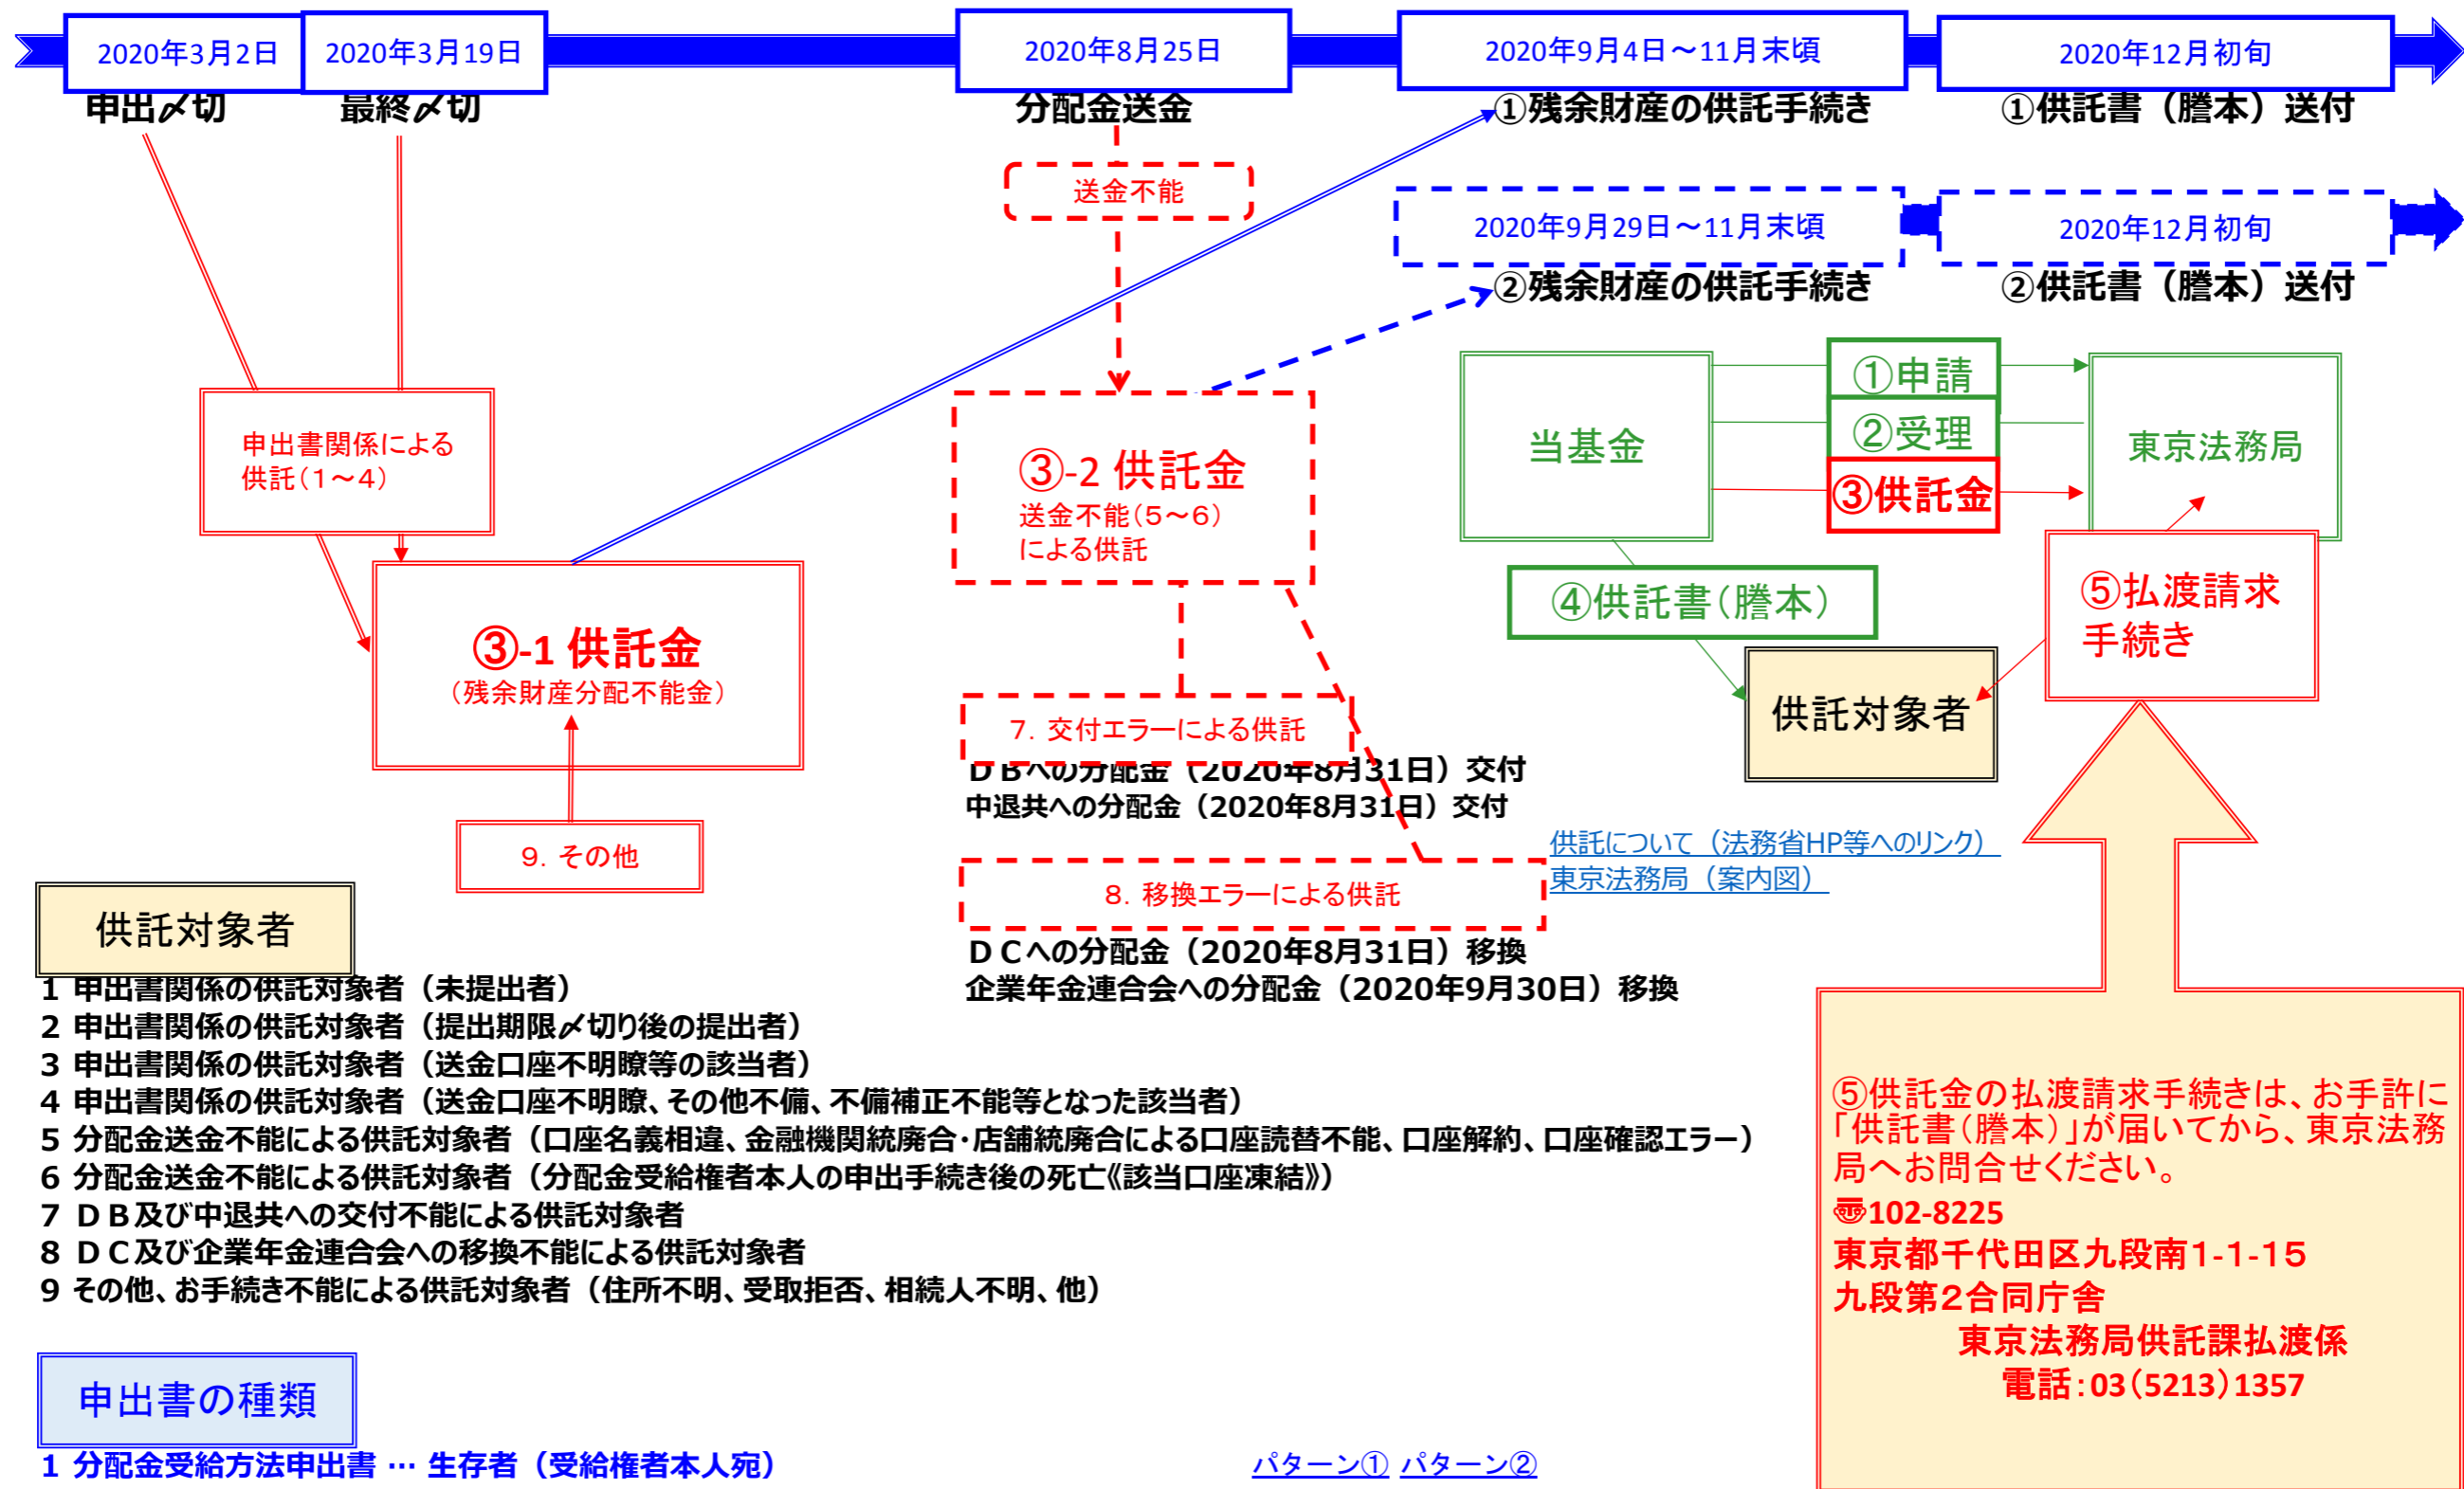 2020年3月2日
2020年3月19日
2020年8月25日
2020年9月4日～11月末頃
2020年12月初旬
申出〆切
最終〆切
分配金送金
①残余財産の供託手続き
①供託書（謄本）送付
送金不能
2020年9月29日～11月末頃
2020年12月初旬
②残余財産の供託手続き
②供託書（謄本）送付
申出書関係による
供託（１～４）
③-1 供託金
（残余財産分配不能金）
９．その他
③-2 供託金
送金不能（５～６）
による供託
７．交付エラーによる供託
ＤＢへの分配金（2020年8月31日）交付
中退共への分配金（2020年8月31日）交付
８．移換エラーによる供託
ＤＣへの分配金（2020年8月31日）移換
企業年金連合会への分配金（2020年9月30日）移換
当基金
①申請
②受理
③供託金
東京法務局
④供託書（謄本）
⑤払渡請求
手続き
供託対象者
供託について（法務省HP等へのリンク）
東京法務局（案内図）
供託対象者
1 申出書関係の供託対象者（未提出者）
2 申出書関係の供託対象者（提出期限〆切り後の提出者）
3 申出書関係の供託対象者（送金口座不明瞭等の該当者）
4 申出書関係の供託対象者（送金口座不明瞭、その他不備、不備補正不能等となった該当者）
5 分配金送金不能による供託対象者（口座名義相違、金融機関統廃合・店舗統廃合による口座読替不能、口座解約、口座確認エラー）
6 分配金送金不能による供託対象者（分配金受給権者本人の申出手続き後の死亡《該当口座凍結》）
7 ＤＢ及び中退共への交付不能による供託対象者
8 ＤＣ及び企業年金連合会への移換不能による供託対象者
9 その他、お手続き不能による供託対象者（住所不明、受取拒否、相続人不明、他）
⑤供託金の払渡請求手続きは、お手許に
「供託書（謄本）」が届いてから、東京法務
局へお問合せください。
〠102-8225
東京都千代田区九段南１-１-１５
九段第２合同庁舎
東京法務局供託課払渡係
電話：03（5213）1357
申出書の種類
1 分配金受給方法申出書 … 生存者（受給権者本人宛）
パターン① パターン②